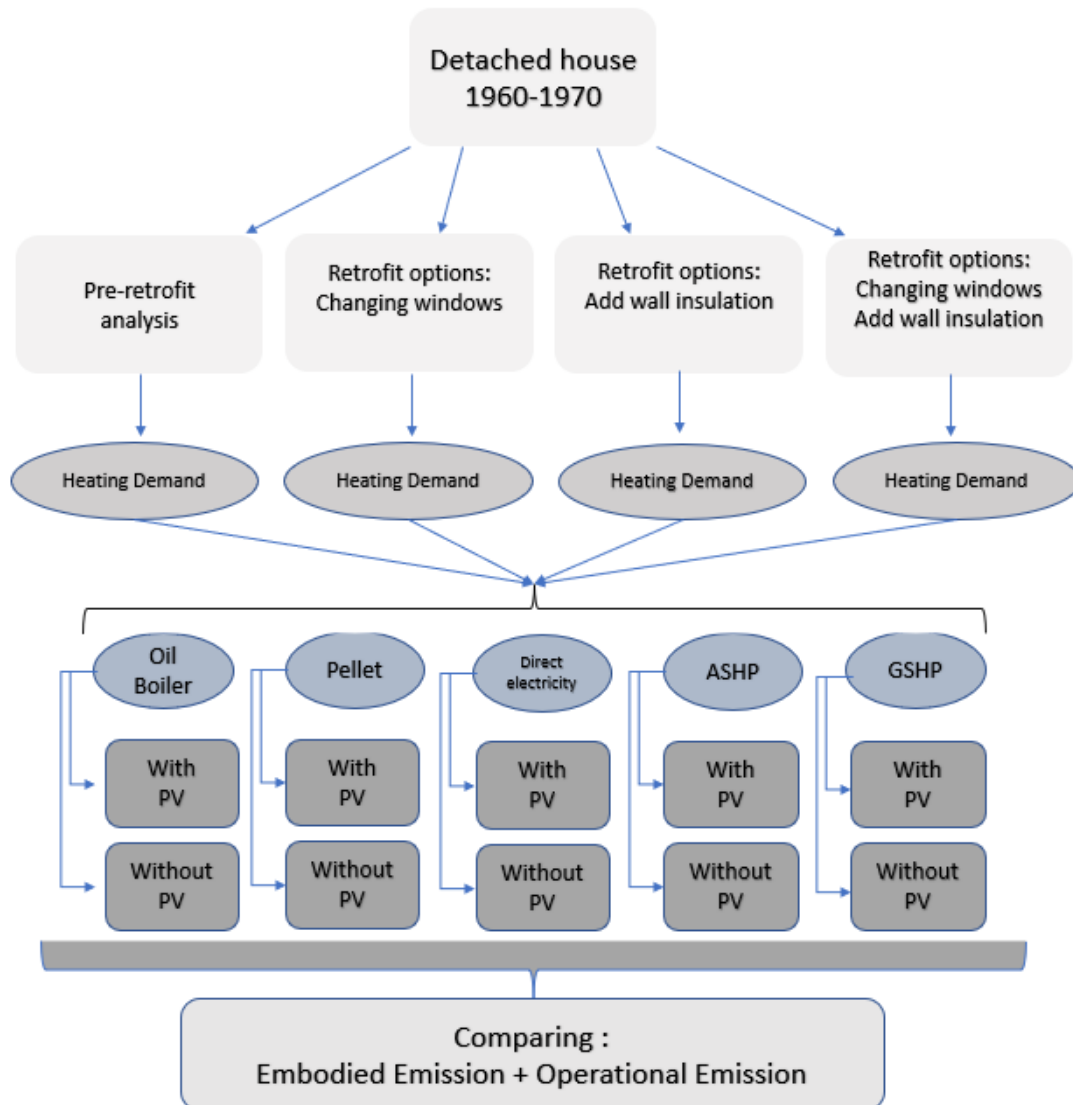 Detached house
1960-1970
Pre-retrofit
analysis
Retrofit options:
Changing windows
Retrofit options:
Add wall insulation
Retrofit options:
Changing windows
Add wall insulation
Heating Demand
Heating Demand
Heating Demand
Heating Demand
Oil
Boiler
Pellet
Direct
electricity
ASHP
GSHP
With
PV
With
PV
With
PV
With
PV
With
PV
Without
PV
Without
PV
Without
PV
Without
PV
Without
PV
Comparing :
Embodied Emission + Operational Emission